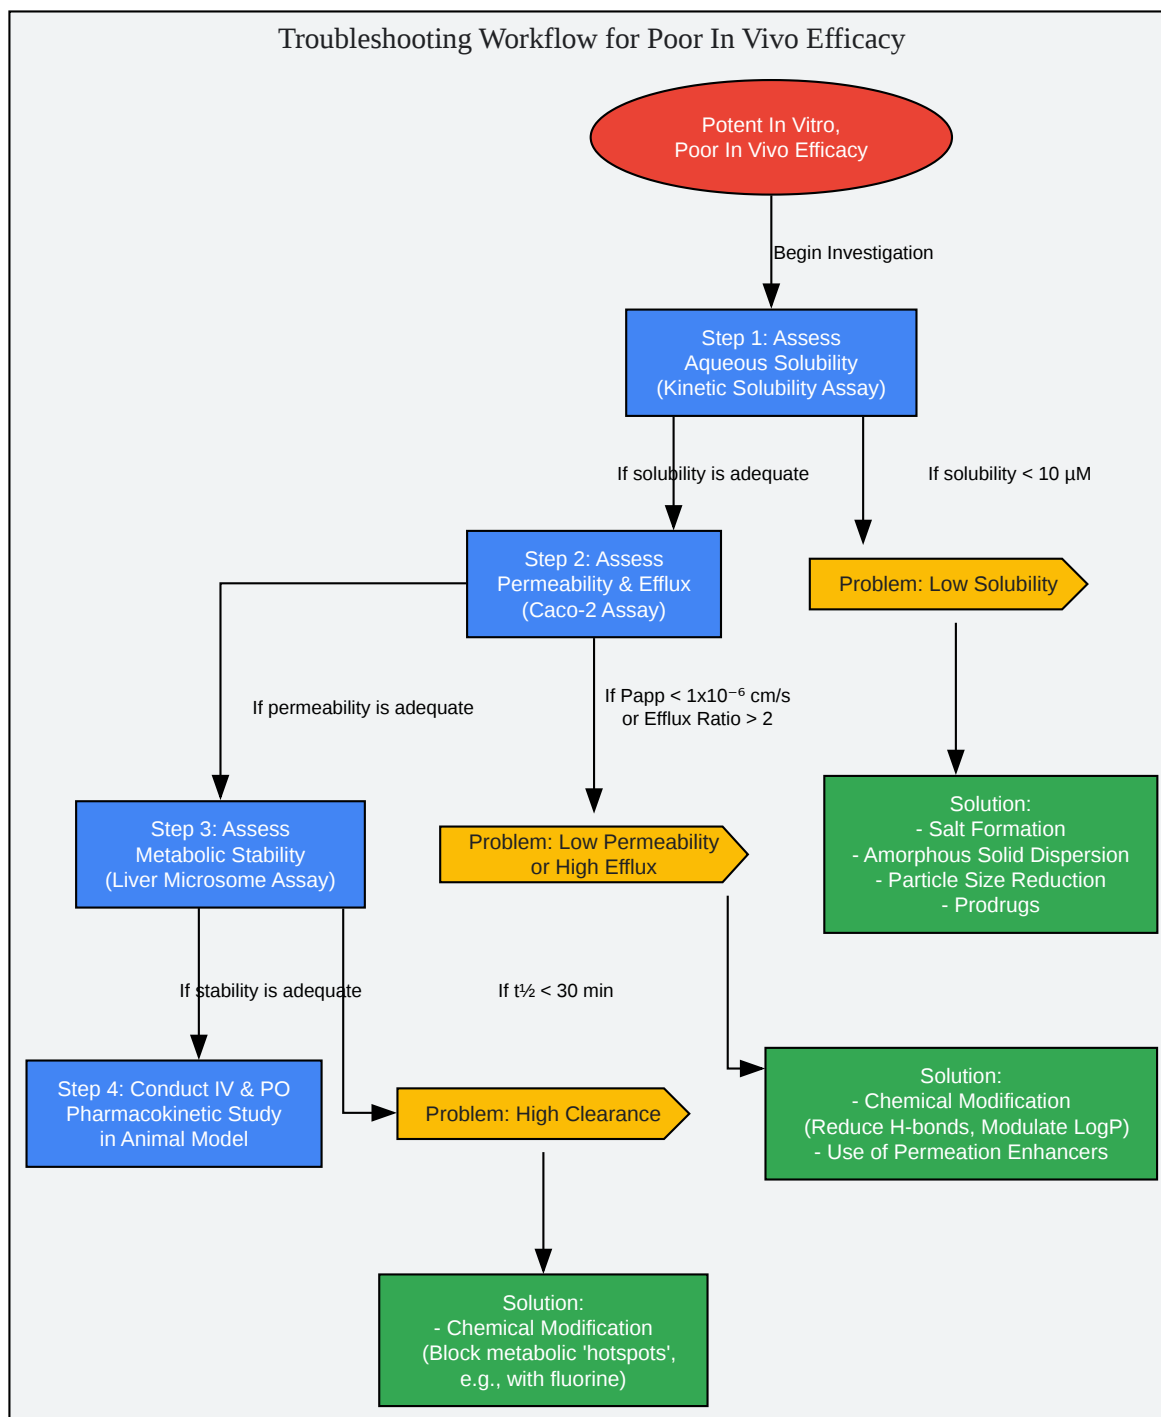 Troubleshooting Workflow for Poor In Vivo Efficacy
Potent In Vitro,
Poor In Vivo Efficacy
Begin Investigation
Step 1: Assess
Aqueous Solubility
(Kinetic Solubility Assay)
If solubility is adequate
If solubility < 10 µM
Step 2: Assess
Permeability & Efflux
(Caco-2 Assay)
Problem: Low Solubility
If permeability is adequate
If Papp < 1x10⁻⁶ cm/s
or Efflux Ratio > 2
Step 3: Assess
Metabolic Stability
(Liver Microsome Assay)
Problem: Low Permeability
or High Efflux
Solution:
- Salt Formation
- Amorphous Solid Dispersion
- Particle Size Reduction
- Prodrugs
If stability is adequate
If t½ < 30 min
Step 4: Conduct IV & PO
Pharmacokinetic Study
in Animal Model
Problem: High Clearance
Solution:
- Chemical Modification
(Reduce H-bonds, Modulate LogP)
- Use of Permeation Enhancers
Solution:
- Chemical Modification
(Block metabolic 'hotspots',
e.g., with fluorine)